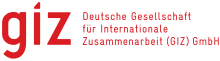 giz
Deutsche Gesellschaft
für Internationale
Zusammenarbeit (GIZ) GmbH